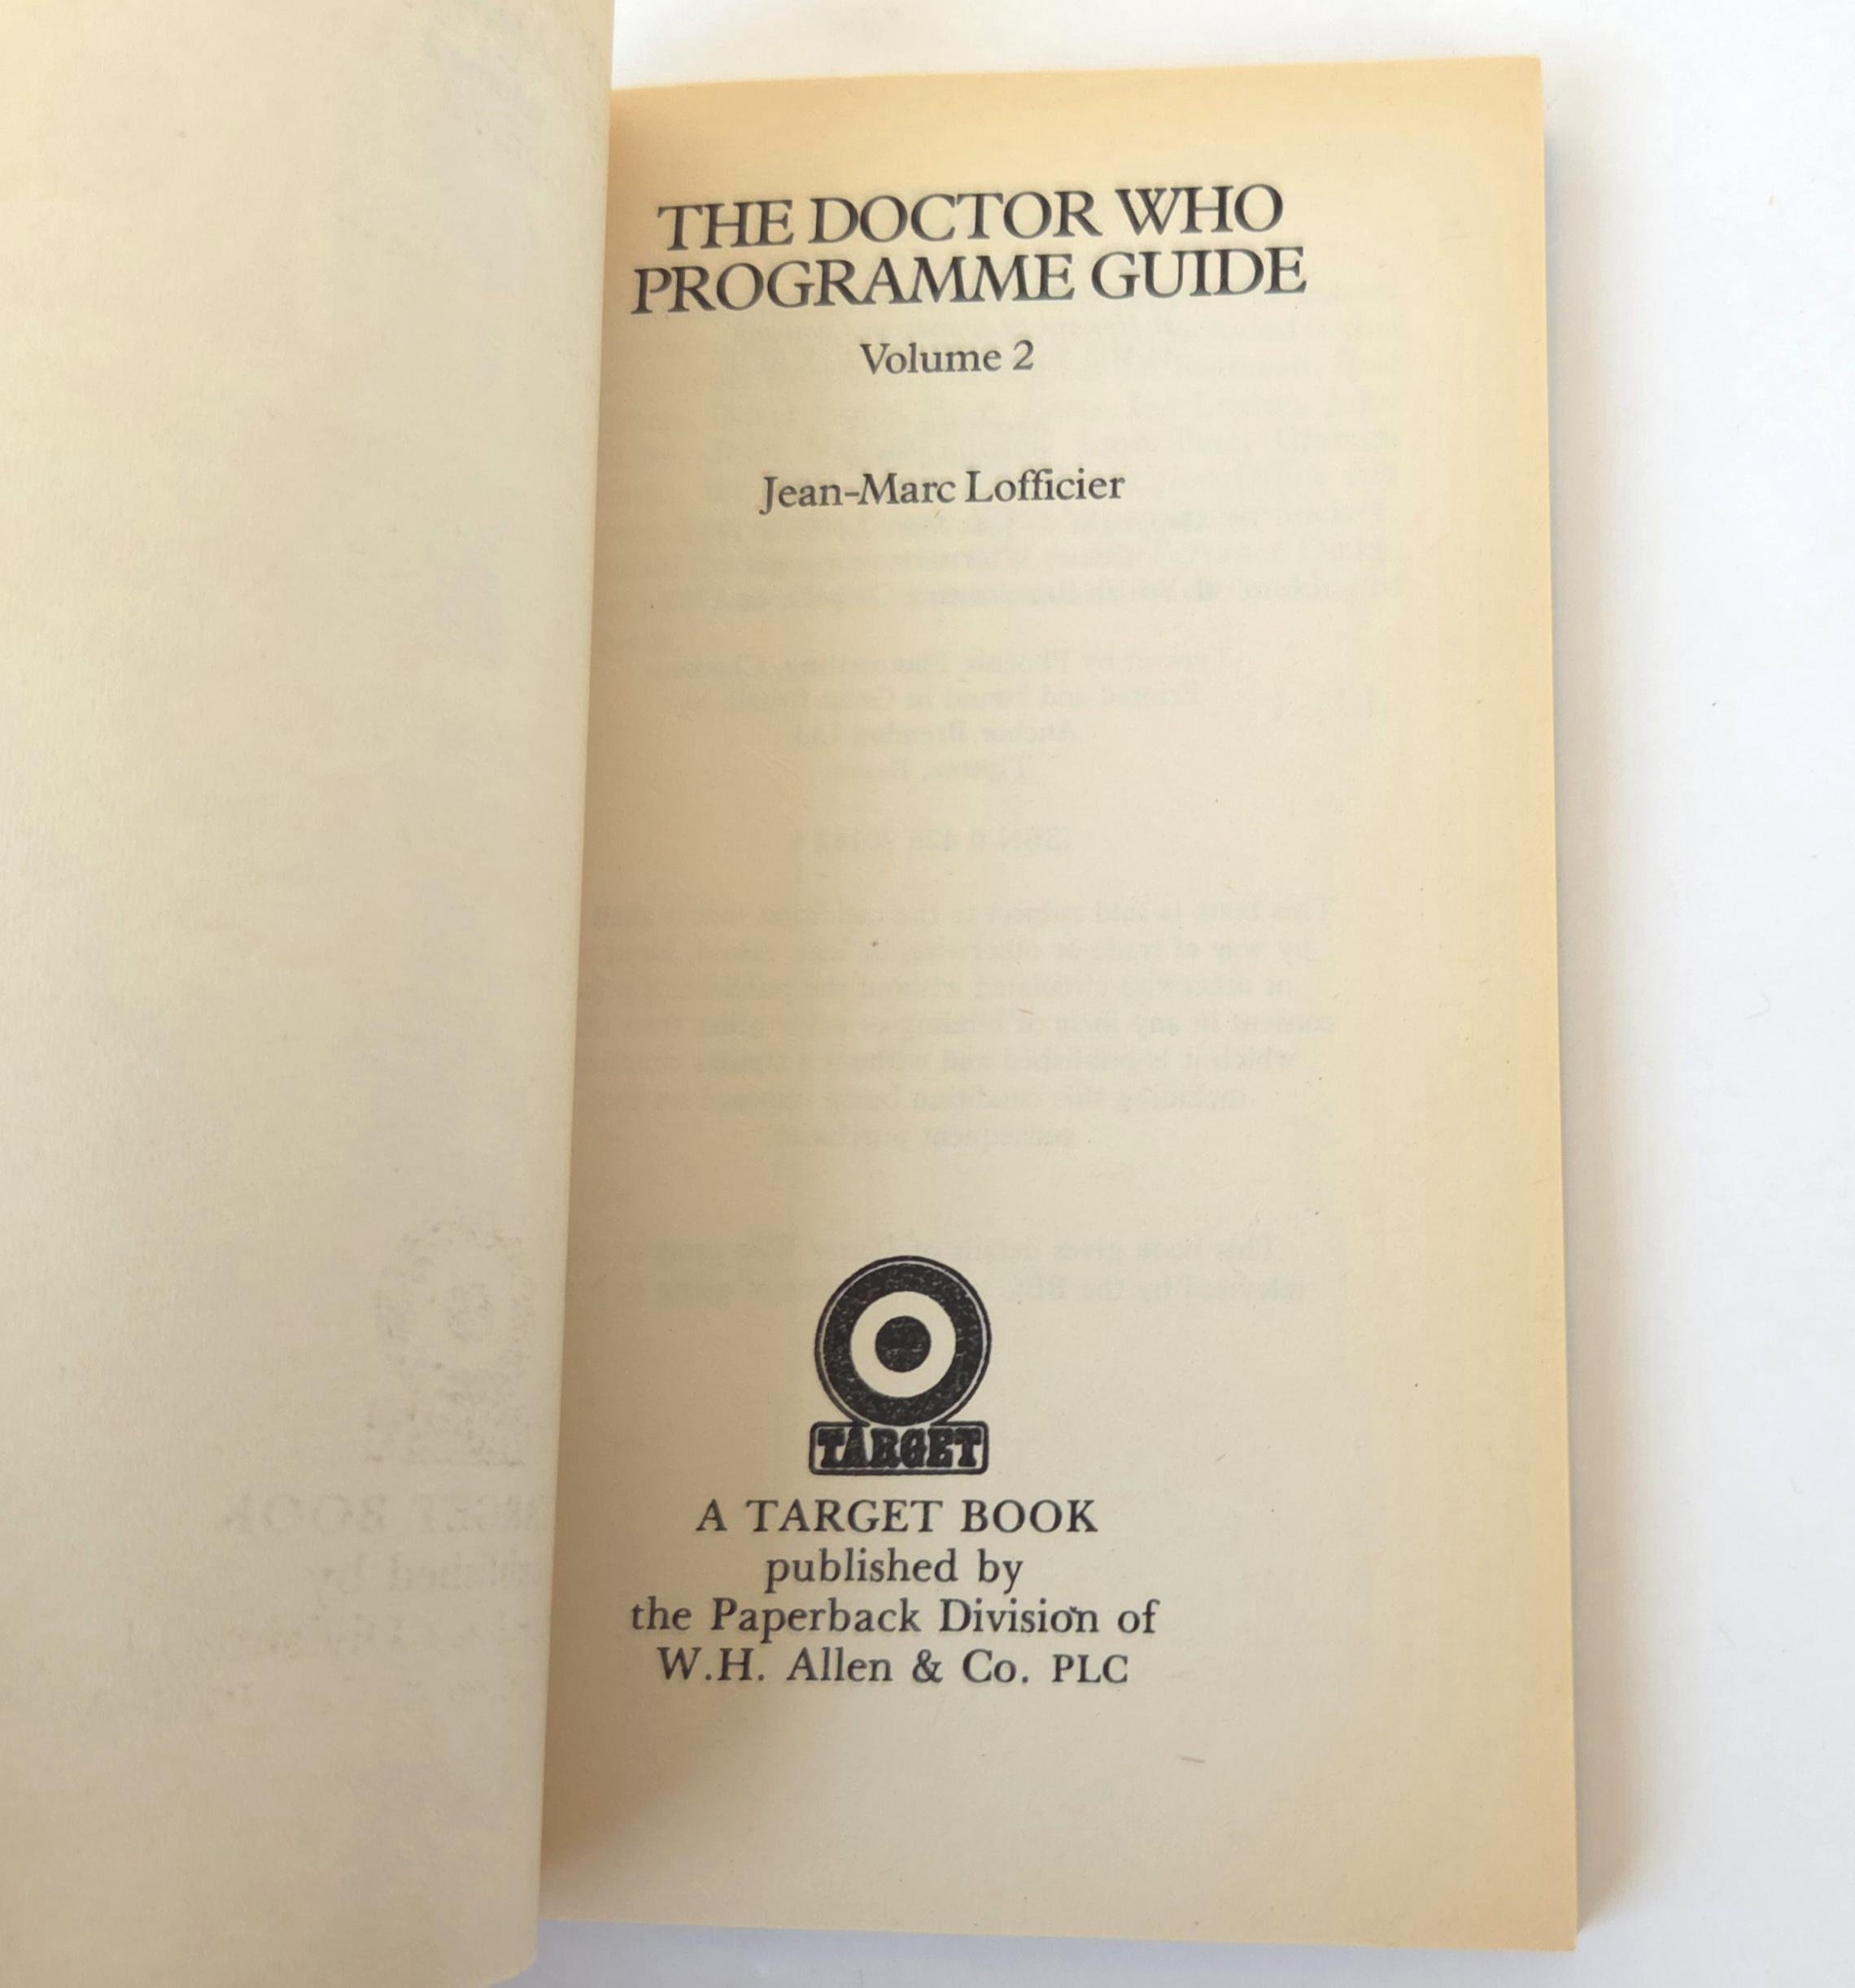 THE DOCTOR WHO
PROGRAMME GUIDE
Volume 2
Jean-Marc Lofficier
TARGET
A TARGET BOOK
published by
the Paperback Division of
W.H. Allen & Co. PLC